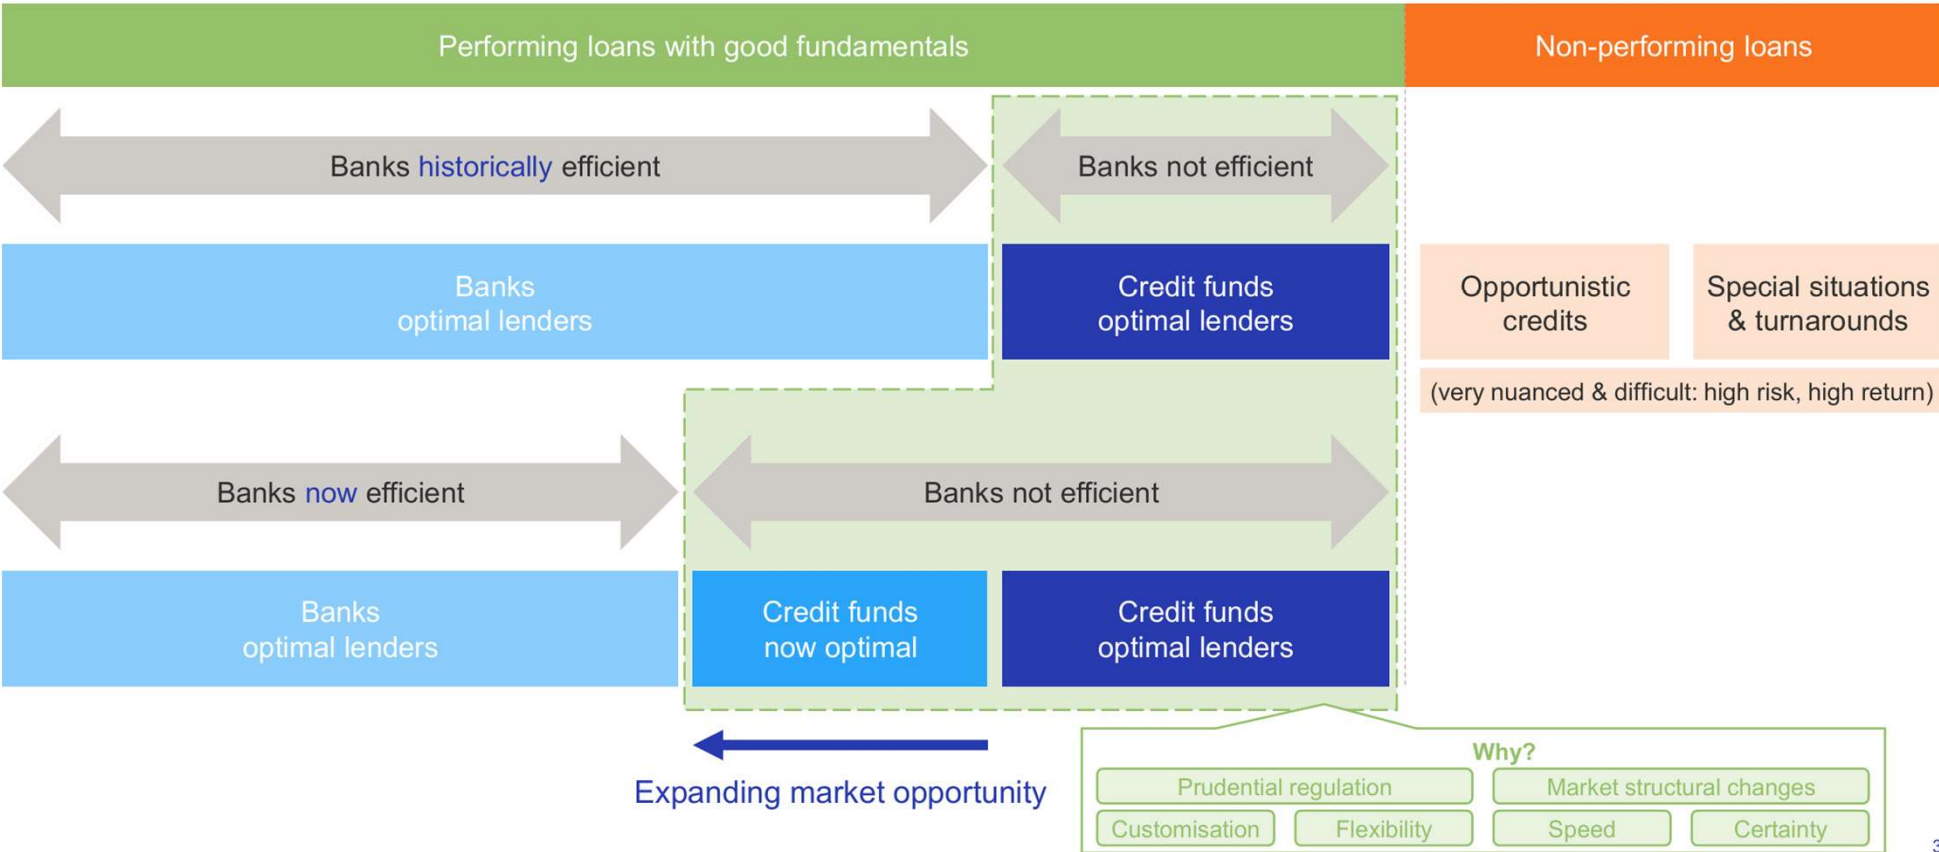 Performing loans with good fundamentals
Non-performing loans
Banks historically efficient
Banks not efficient
Banks
optimal lenders
Credit funds
optimal lenders
Opportunistic
credits
Special situations
& turnarounds
(very nuanced & difficult: high risk, high return)
Banks now efficient
Banks not efficient
Banks
optimal lenders
Credit funds
now optimal
Credit funds
optimal lenders
Expanding market opportunity
Why?
Prudential regulation
Market structural changes
Customisation
Flexibility
Speed
Certainty